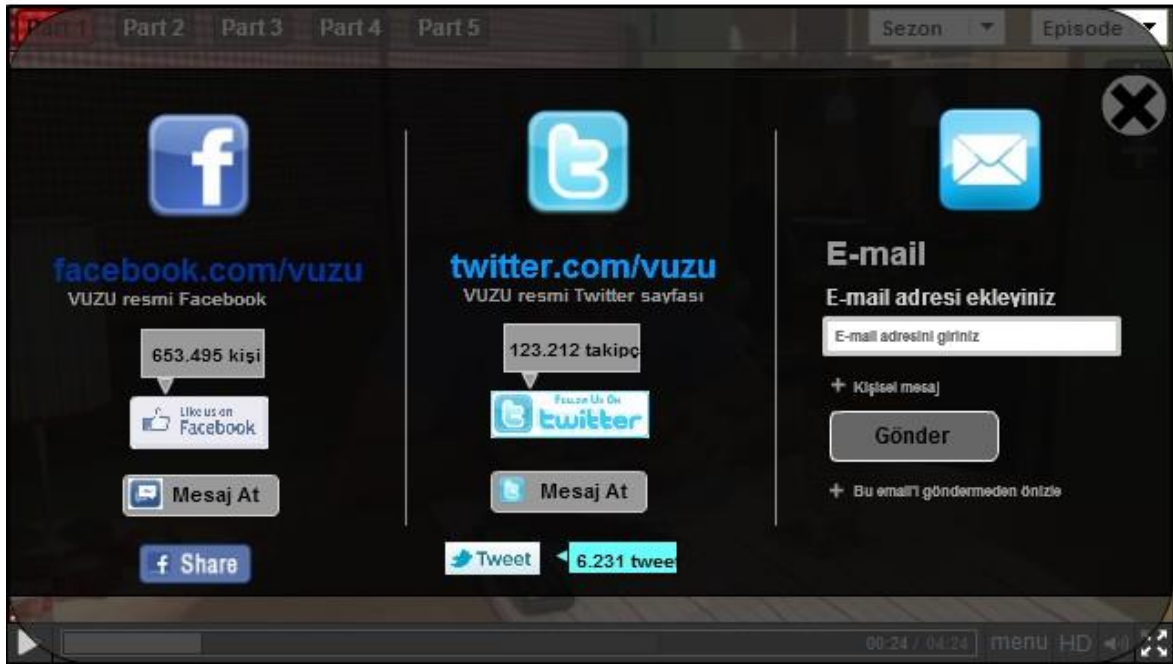 Part 1 Part 2 Part 3 Part 4 Part 5 Sezon Episode
facebook.com/vuzu
VUZU resmi Facebook
653.495 kişi
Like us on
Facebook
Mesaj At
Share
twitter.com/vuzu
VUZU resmi Twitter sayfası
123.212 takipç
Follow Us On
twitter
Mesaj At
Tweet 6.231 tweet
E-mail
E-mail adresi ekleyiniz
E-mail adresini giriniz
+ Kişisel mesaj
Gönder
+ Bu email'i göndermeden önizle
00:24 / 04:24 menu HD